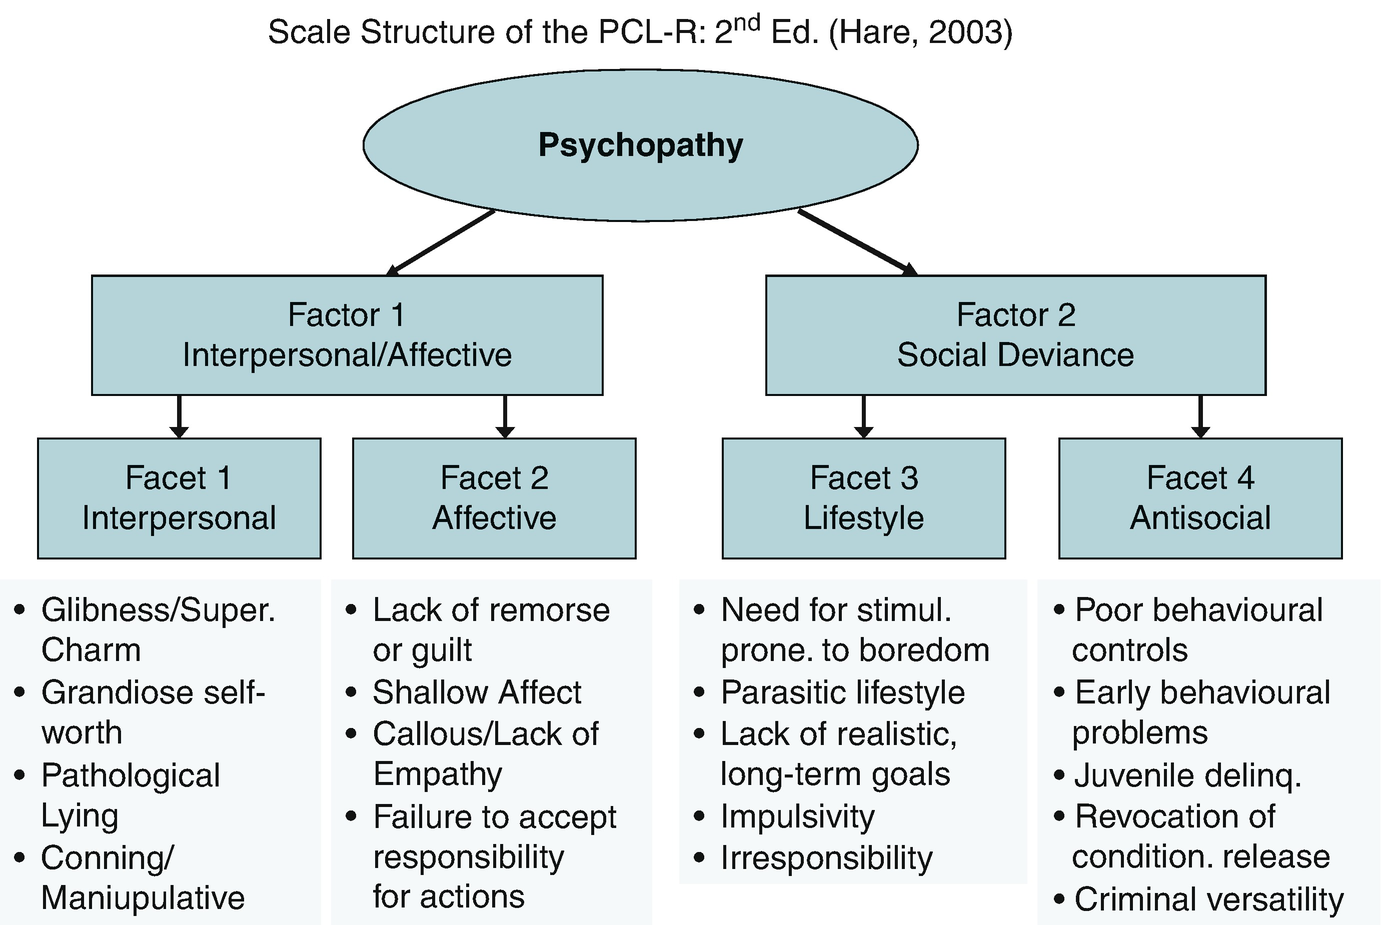 Scale Structure of the PCL-R: 2nd Ed. (Hare, 2003)
Psychopathy
Factor 1
Interpersonal/Affective
Factor 2
Social Deviance
Facet 1
Interpersonal
Facet 2
Affective
Facet 3
Lifestyle
Facet 4
Antisocial
• Glibness/Super.
Charm
• Grandiose self-
worth
• Pathological
Lying
• Conning/
Maniupulative
• Lack of remorse
or guilt
• Shallow Affect
• Callous/Lack of
Empathy
• Failure to accept
responsibility
for actions
• Need for stimul.
prone. to boredom
• Parasitic lifestyle
• Lack of realistic,
long-term goals
• Impulsivity
• Irresponsibility
• Poor behavioural
controls
• Early behavioural
problems
• Juvenile delinq.
• Revocation of
condition. release
• Criminal versatility